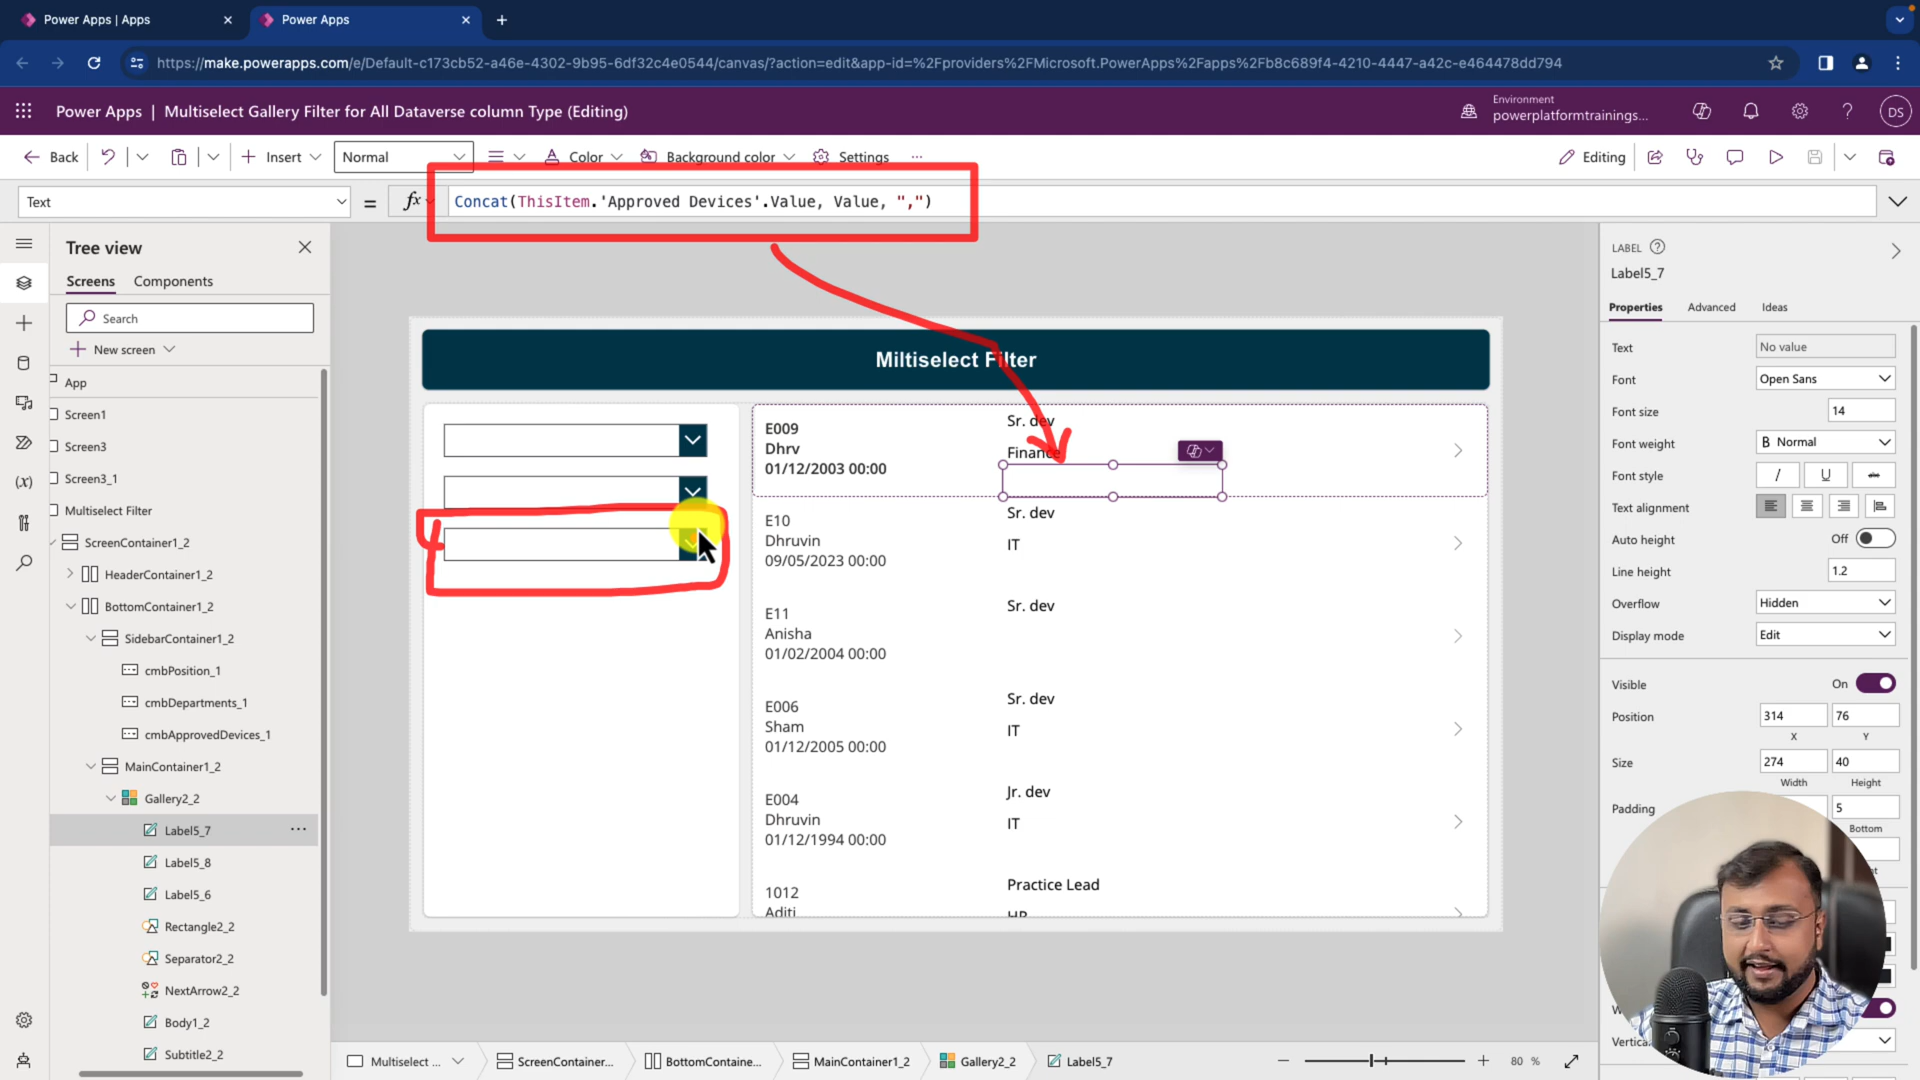 Power Apps | Apps
Power Apps
https://make.powerapps.com/e/Default-c173cb52-a46e-4302-9b95-6df32c4e0544/canvas/?action=edit&app-id=%2Fproviders%2FMicrosoft.PowerApps%2Fapps%2Fb8c689f4-4210-4447-a42c-e464478dd794
Power Apps | Multiselect Gallery Filter for All Dataverse column Type (Editing)
Environment
powerplatformtrainings...
DS
Back
Insert
Normal
Color
Background color
Settings
Editing
Text
=
fx
Concat(ThisItem.'Approved Devices'.Value, Value, ",")
Tree view
Screens
Components
Search
New screen
App
Screen1
Screen3
Screen3_1
Multiselect Filter
ScreenContainer1_2
HeaderContainer1_2
BottomContainer1_2
SidebarContainer1_2
cmbPosition_1
cmbDepartments_1
cmbApprovedDevices_1
MainContainer1_2
Gallery2_2
Label5_7
Label5_8
Label5_6
Rectangle2_2
Separator2_2
NextArrow2_2
Body1_2
Subtitle2_2
Miltiselect Filter
E009
Dhrv
01/12/2003 00:00
Sr. dev
Finance
E10
Dhruvin
09/05/2023 00:00
Sr. dev
IT
E11
Anisha
01/02/2004 00:00
Sr. dev
E006
Sham
01/12/2005 00:00
Sr. dev
IT
E004
Dhruvin
01/12/1994 00:00
Jr. dev
IT
1012
Aditi
Practice Lead
HR
LABEL
Label5_7
Properties
Advanced
Ideas
Text
No value
Font
Open Sans
Font size
14
Font weight
B Normal
Font style
Text alignment
Auto height
Off
Line height
1.2
Overflow
Hidden
Display mode
Edit
Visible
On
Position
314
76
X
Y
Size
274
40
Width
Height
Padding
5
Bottom
Multiselect ...
ScreenContainer...
BottomContaine...
MainContainer1_2
Gallery2_2
Label5_7
80 %